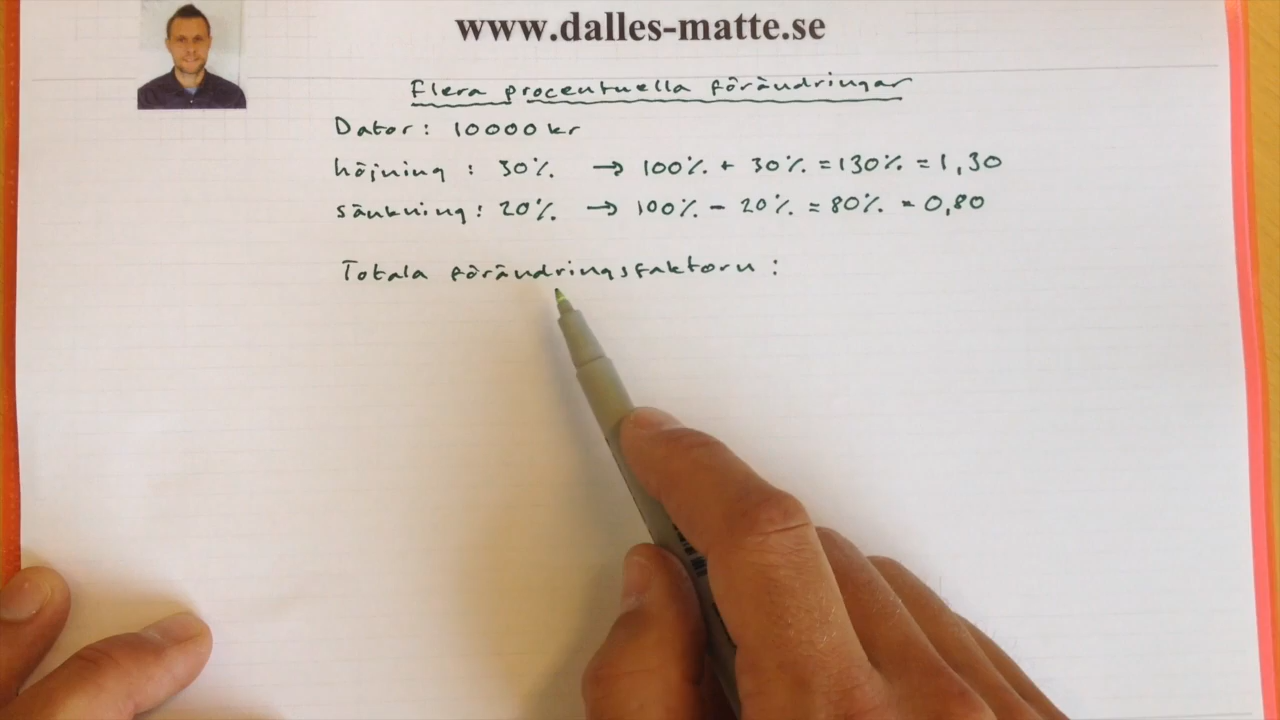 www.dalles-matte.se
Flera procentuella förändringar
Dator: 10000 kr
höjning: 30% → 100% + 30% = 130% = 1,30
sänkning: 20% → 100% - 20% = 80% = 0,80
Totala förändringsfaktorn: